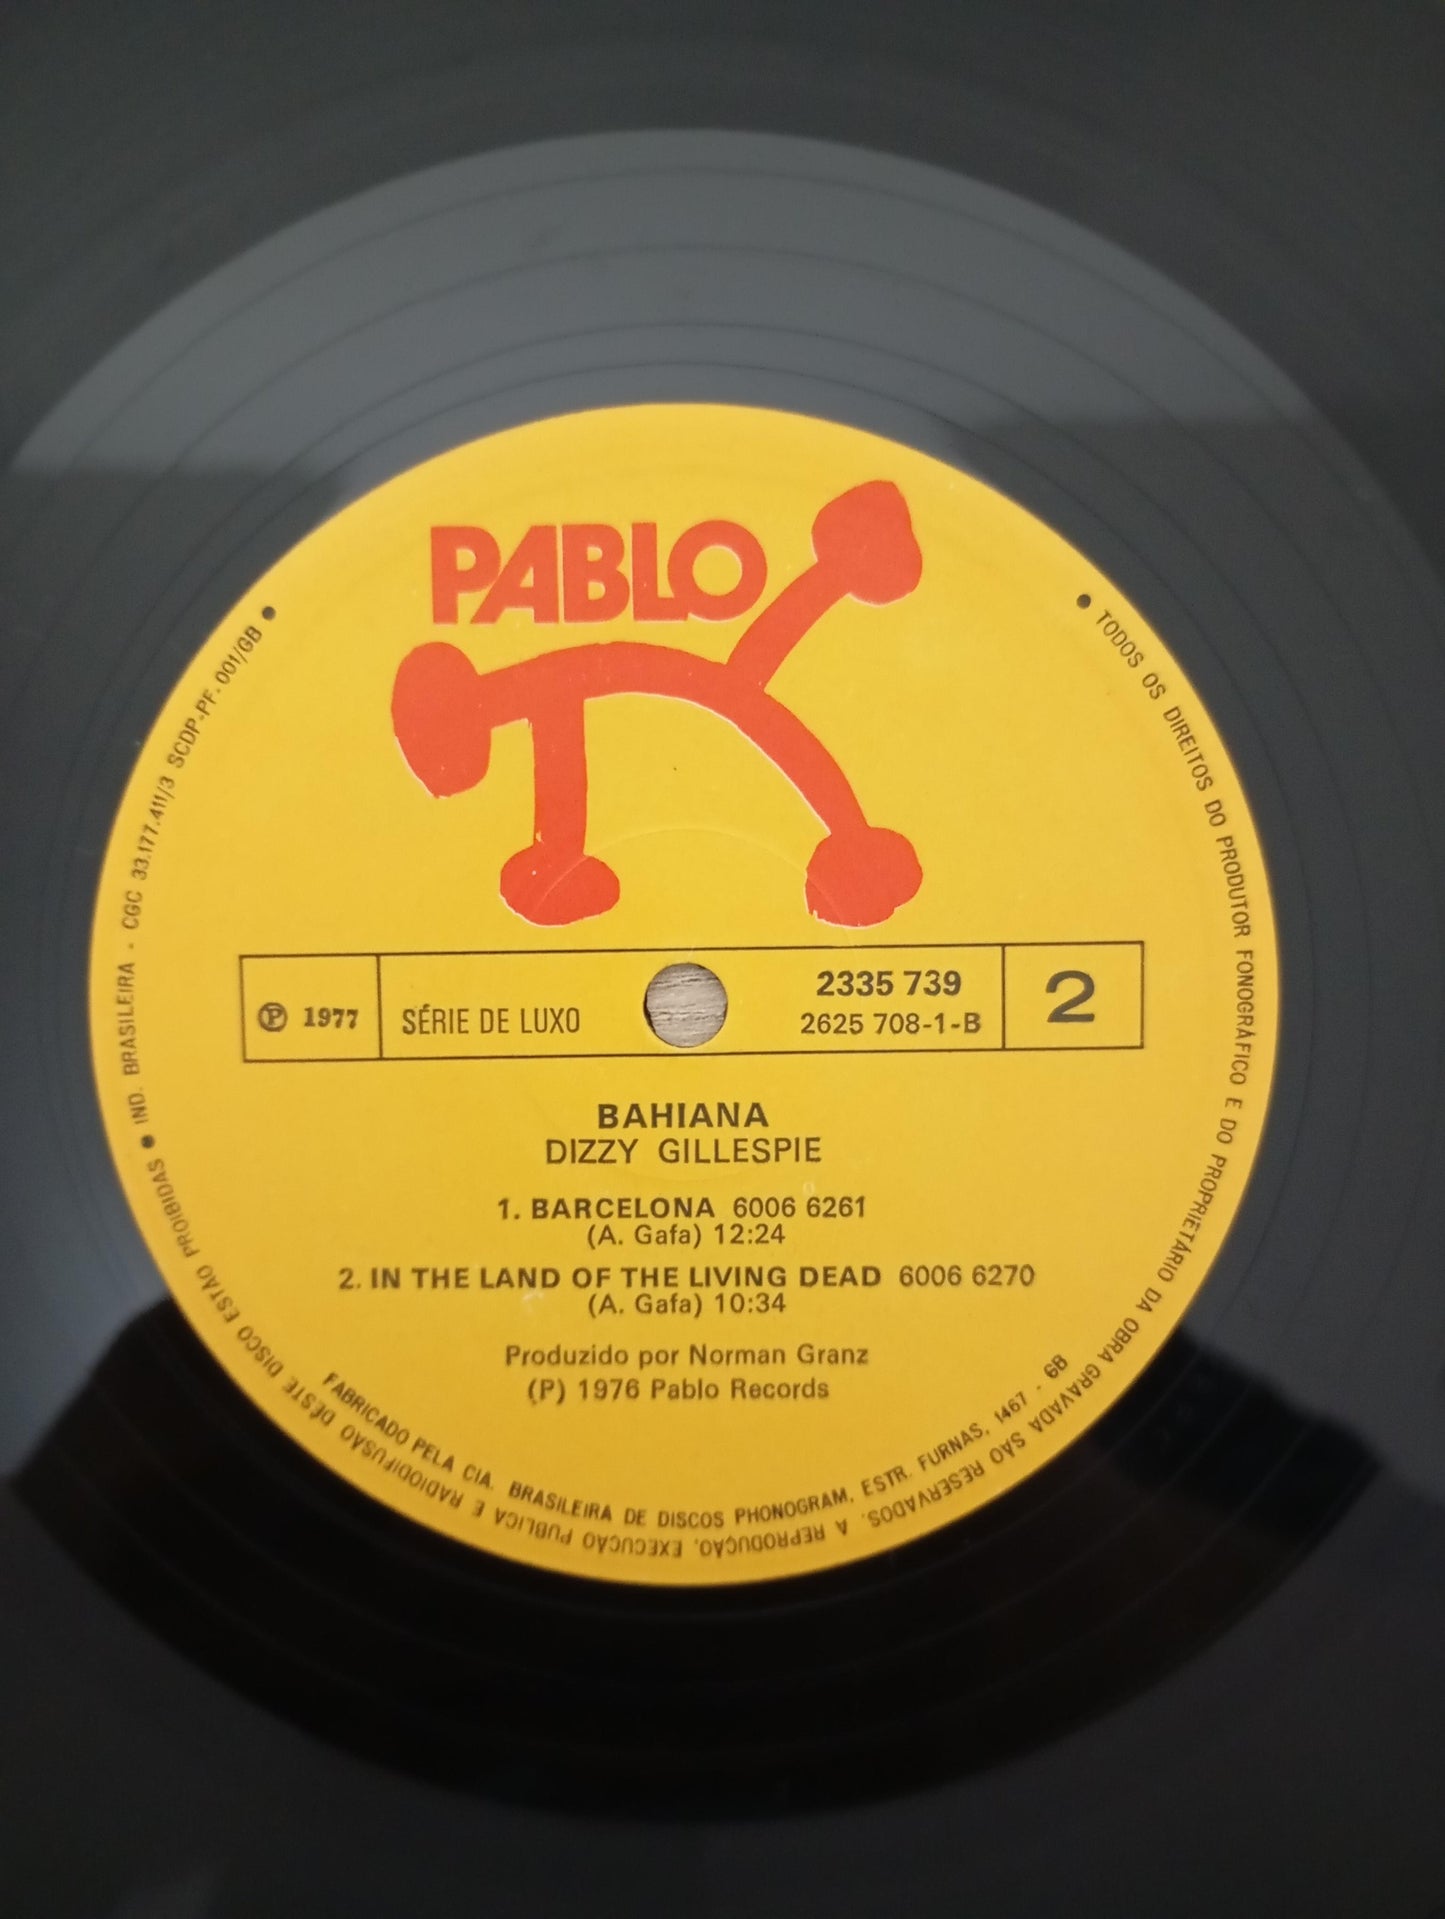 PABLO
℗ 1977
SÉRIE DE LUXO
2335 739
2625 708-1-B
2
BAHIANA
DIZZY GILLESPIE
1. BARCELONA 6006 6261
(A. Gafa) 12:24
2. IN THE LAND OF THE LIVING DEAD 6006 6270
(A. Gafa) 10:34
Produzido por Norman Granz
(P) 1976 Pablo Records
FABRICADO PELA CIA. BRASILEIRA DE DISCOS PHONOGRAM, ESTR. FURNAS, 1467 - GB
• TODOS OS DIREITOS DO PRODUTOR FONOGRÁFICO E DO PROPRIETÁRIO DA OBRA GRAVADA SÃO RESERVADOS. A REPRODUÇÃO, EXECUÇÃO PÚBLICA E RADIODIFUSÃO DÊSTE DISCO ESTÃO PROIBIDAS • IND. BRASILEIRA - CGC 33.177.411/3 SCDP-PF. 001/GB •